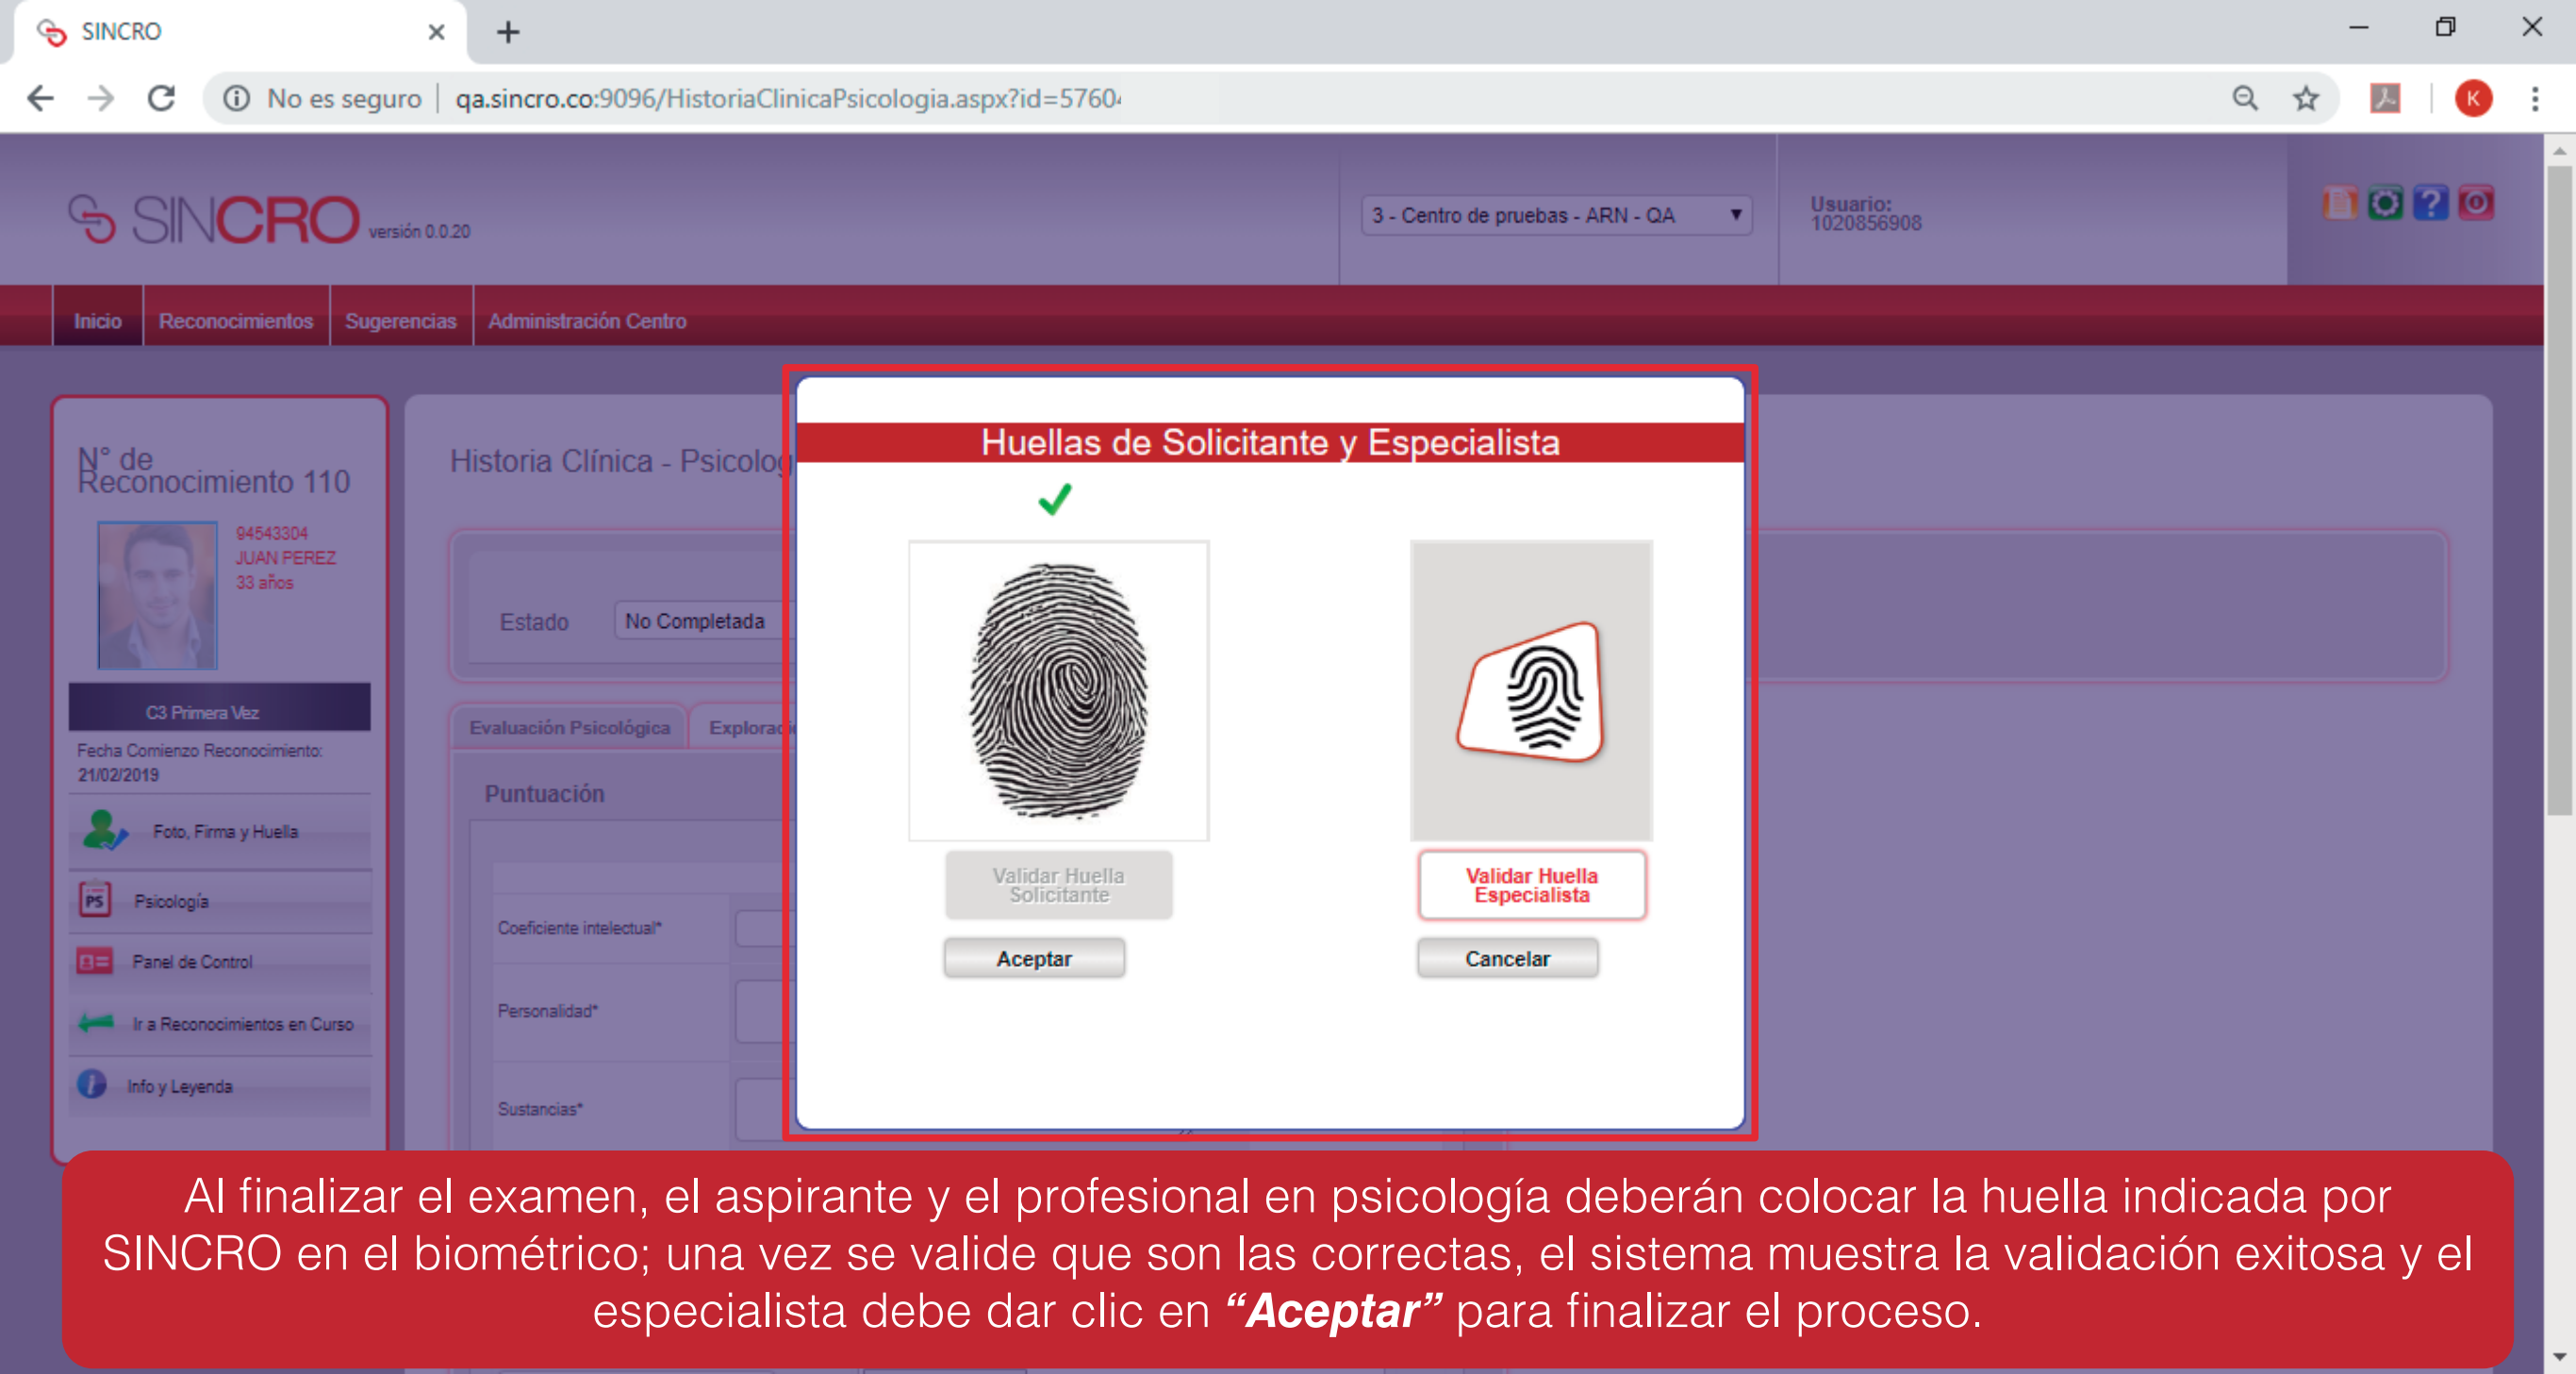 SINCRO
No es seguro | qa.sincro.co:9096/HistoriaClinicaPsicologia.aspx?id=5760
K
SINCRO versión 0.0.20
3 - Centro de pruebas - ARN - QA
Usuario:
1020856908
Inicio
Reconocimientos
Sugerencias
Administración Centro
N° de
Reconocimiento 110
94543304
JUAN PEREZ
33 años
C3 Primera Vez
Fecha Comienzo Reconocimiento:
21/02/2019
Foto, Firma y Huella
PS Psicología
Panel de Control
Ir a Reconocimientos en Curso
Info y Leyenda
Historia Clínica - Psicolog
Estado
No Completada
Evaluación Psicológica
Exploraci
Puntuación
Coeficiente intelectual*
Personalidad*
Sustancias*
Huellas de Solicitante y Especialista
Validar Huella
Solicitante
Validar Huella
Especialista
Aceptar
Cancelar
Al finalizar el examen, el aspirante y el profesional en psicología deberán colocar la huella indicada por
SINCRO en el biométrico; una vez se valide que son las correctas, el sistema muestra la validación exitosa y el
especialista debe dar clic en “Aceptar” para finalizar el proceso.